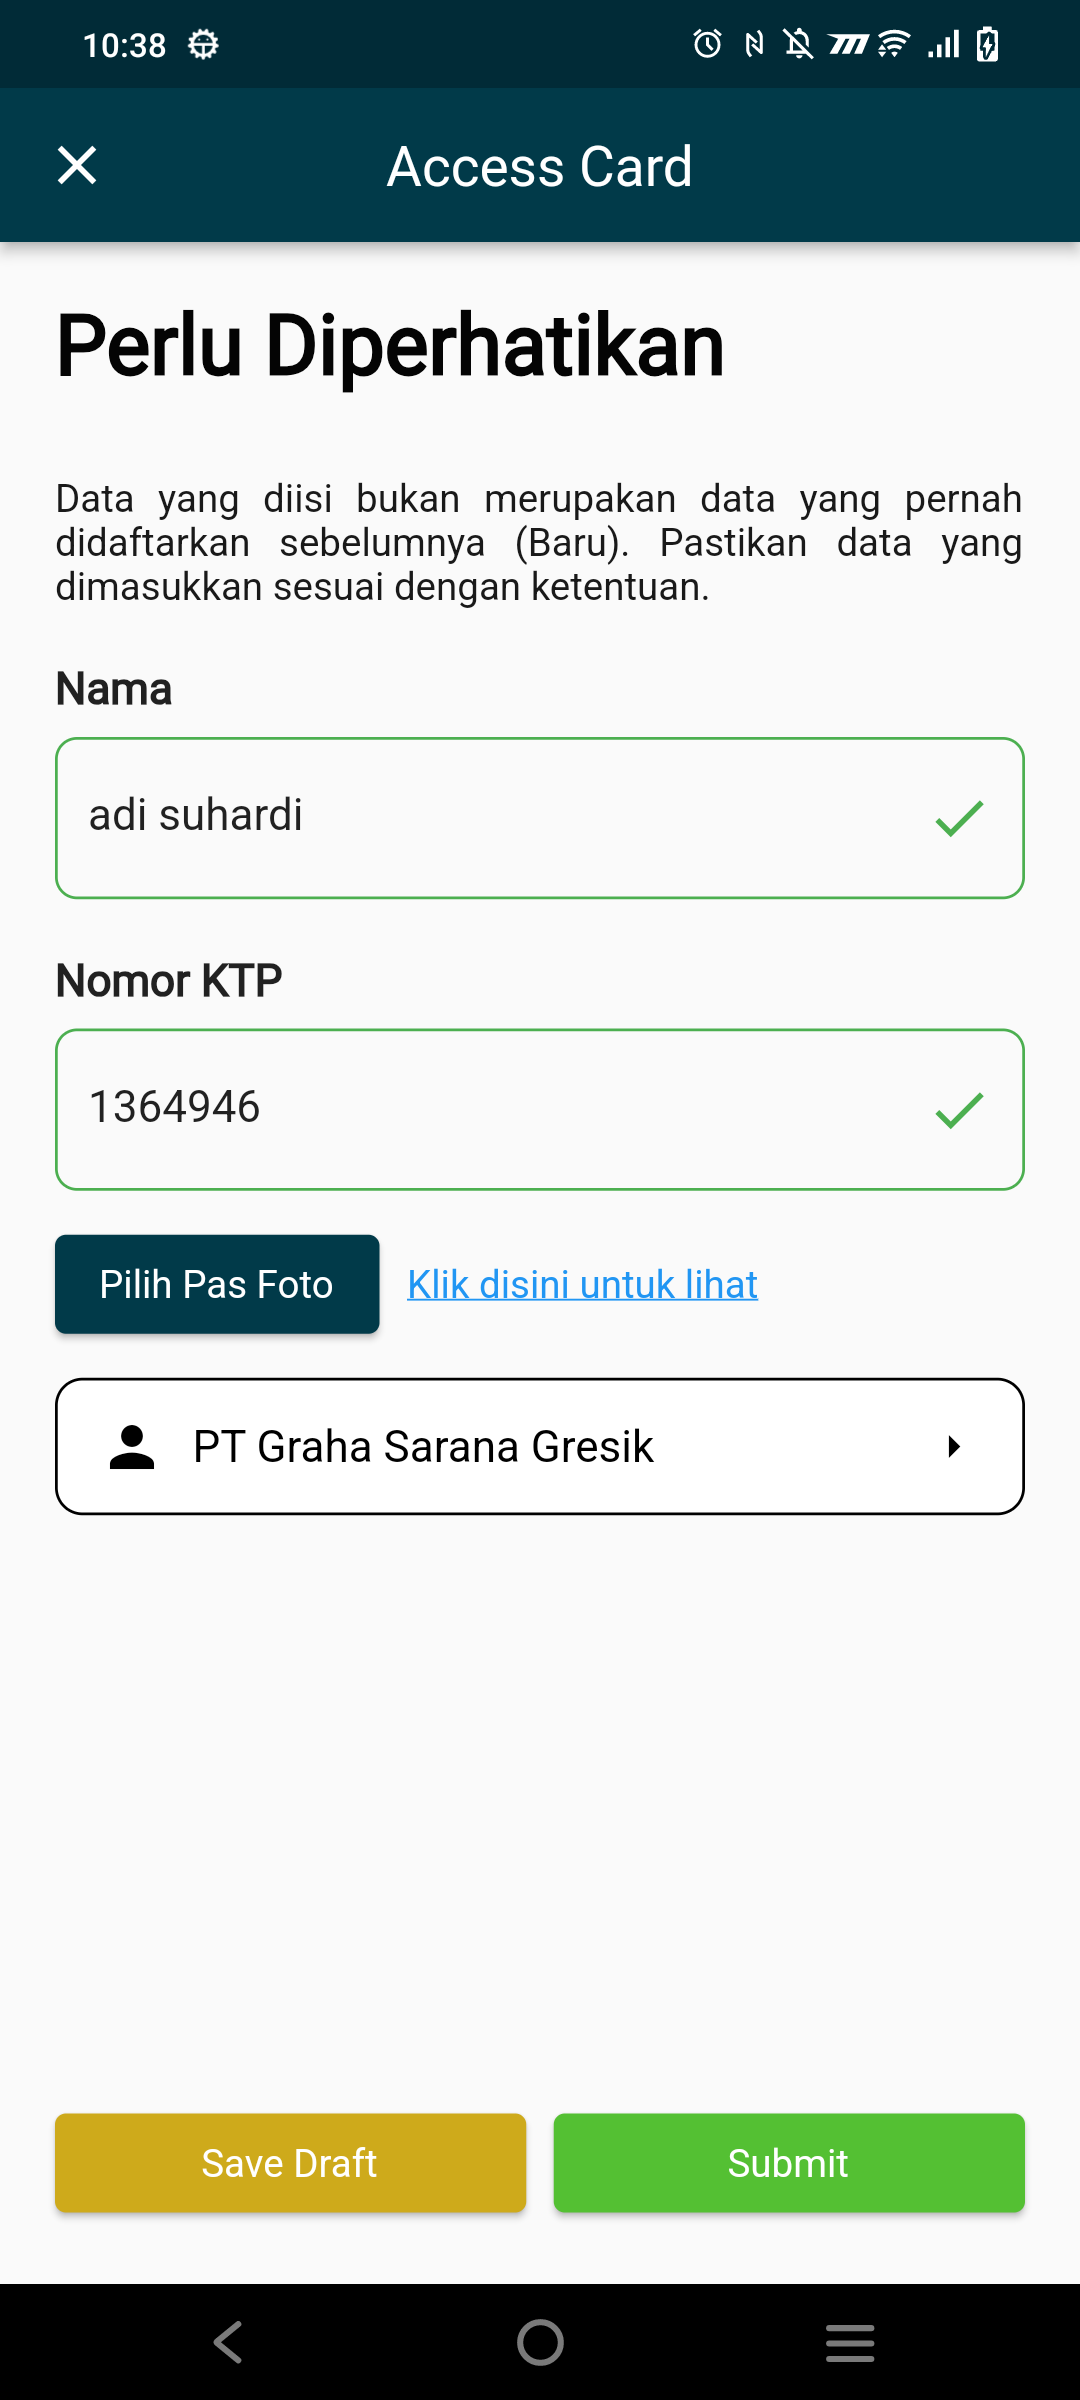 10:38
Access Card
Perlu Diperhatikan
Data yang diisi bukan merupakan data yang pernah
didaftarkan sebelumnya (Baru). Pastikan data yang
dimasukkan sesuai dengan ketentuan.
Nama
adi suhardi
Nomor KTP
1364946
Pilih Pas Foto
Klik disini untuk lihat
PT Graha Sarana Gresik
Save Draft
Submit